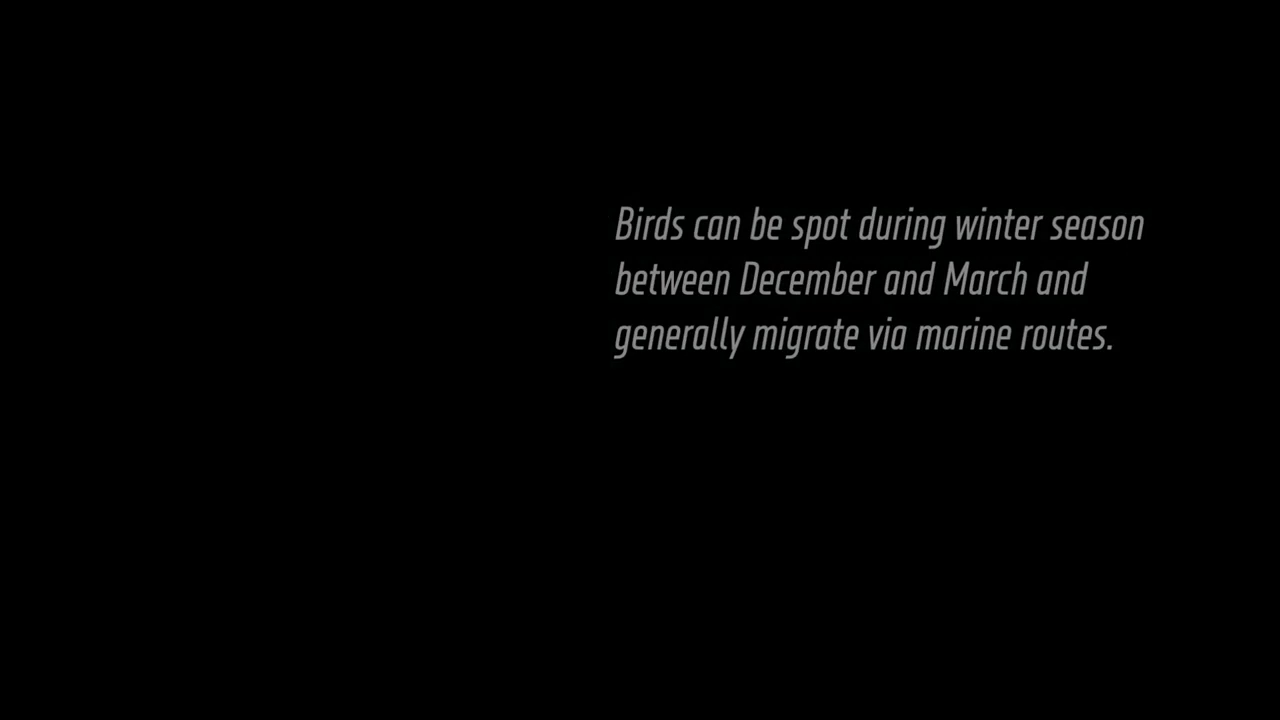 Birds can be spot during winter season
between December and March and
generally migrate via marine routes.